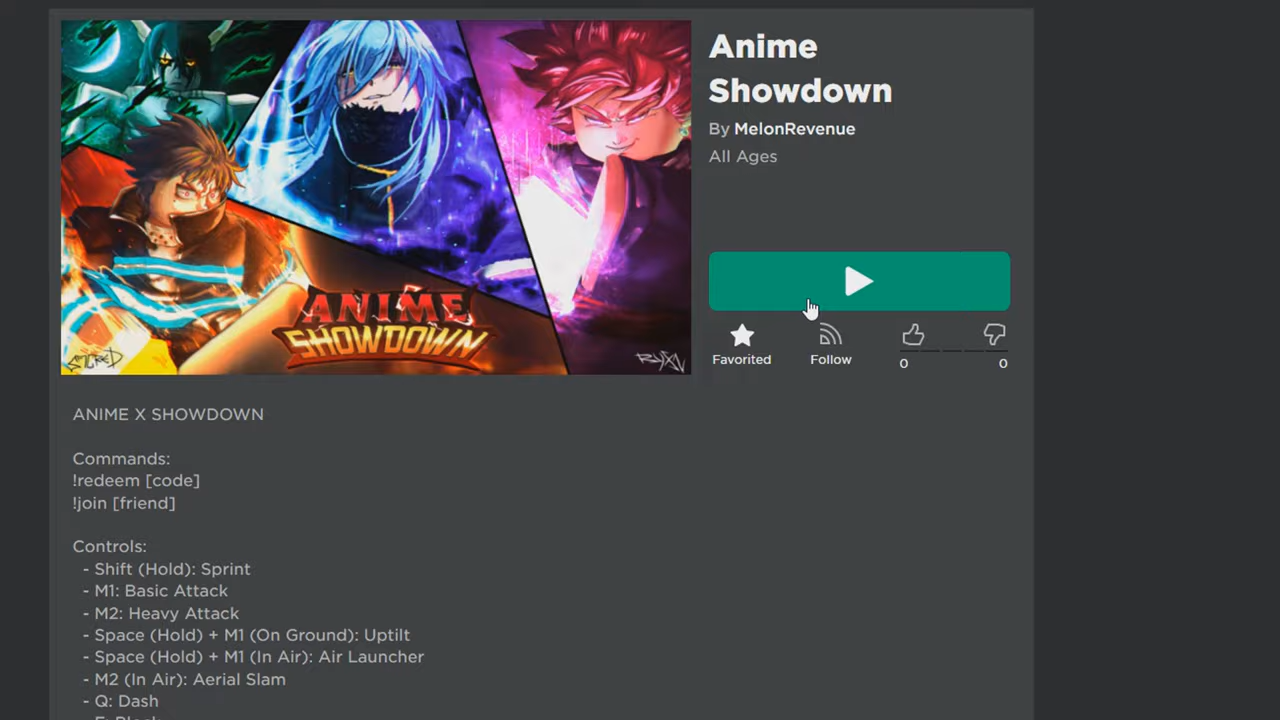 ANIME
SHOWDOWN
Anime
Showdown
By MelonRevenue
All Ages
Favorited
Follow
0
0
ANIME X SHOWDOWN
Commands:
!redeem [code]
!join [friend]
Controls:
- Shift (Hold): Sprint
- M1: Basic Attack
- M2: Heavy Attack
- Space (Hold) + M1 (On Ground): Uptilt
- Space (Hold) + M1 (In Air): Air Launcher
- M2 (In Air): Aerial Slam
- Q: Dash